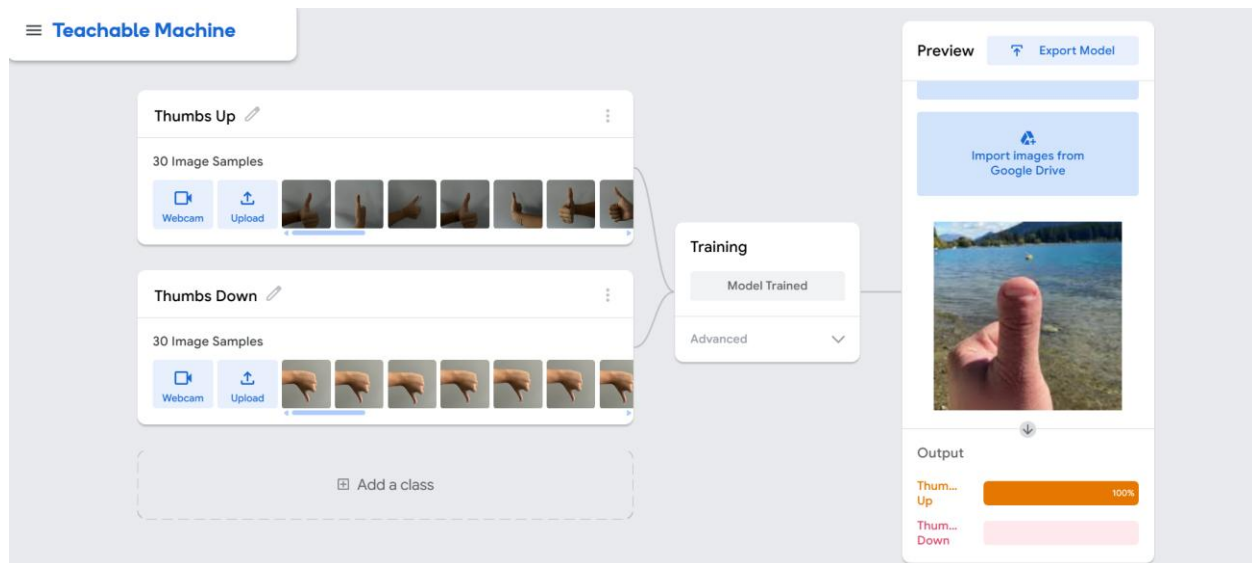 Teachable Machine
Thumbs Up
30 Image Samples
Webcam
Upload
Thumbs Down
30 Image Samples
Webcam
Upload
Add a class
Training
Model Trained
Advanced
Preview
Export Model
Import images from
Google Drive
Output
Thum...
Up
100%
Thum...
Down